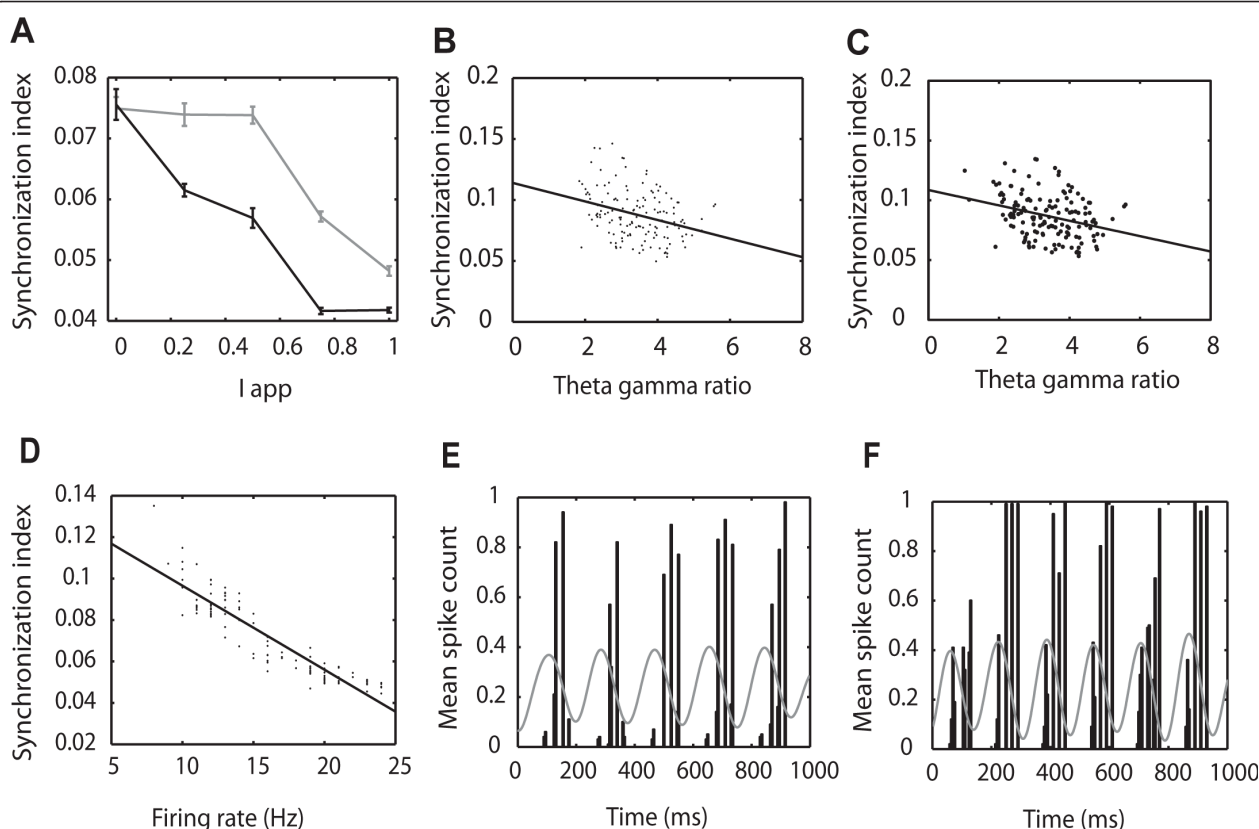 A
Synchronization index
0.08
0.07
0.06
0.05
0.04
0 0.2 0.4 0.6 0.8 1
I app
B
Synchronization index
0.2
0.15
0.1
0.05
0
0 2 4 6 8
Theta gamma ratio
C
Synchronization index
0.2
0.15
0.1
0.05
0
0 2 4 6 8
Theta gamma ratio
D
Synchronization index
0.14
0.12
0.1
0.08
0.06
0.04
0.02
5 10 15 20 25
Firing rate (Hz)
E
Mean spike count
1
0.8
0.6
0.4
0.2
0
0 200 400 600 800 1000
Time (ms)
F
Mean spike count
1
0.8
0.6
0.4
0.2
0
0 200 400 600 800 1000
Time (ms)